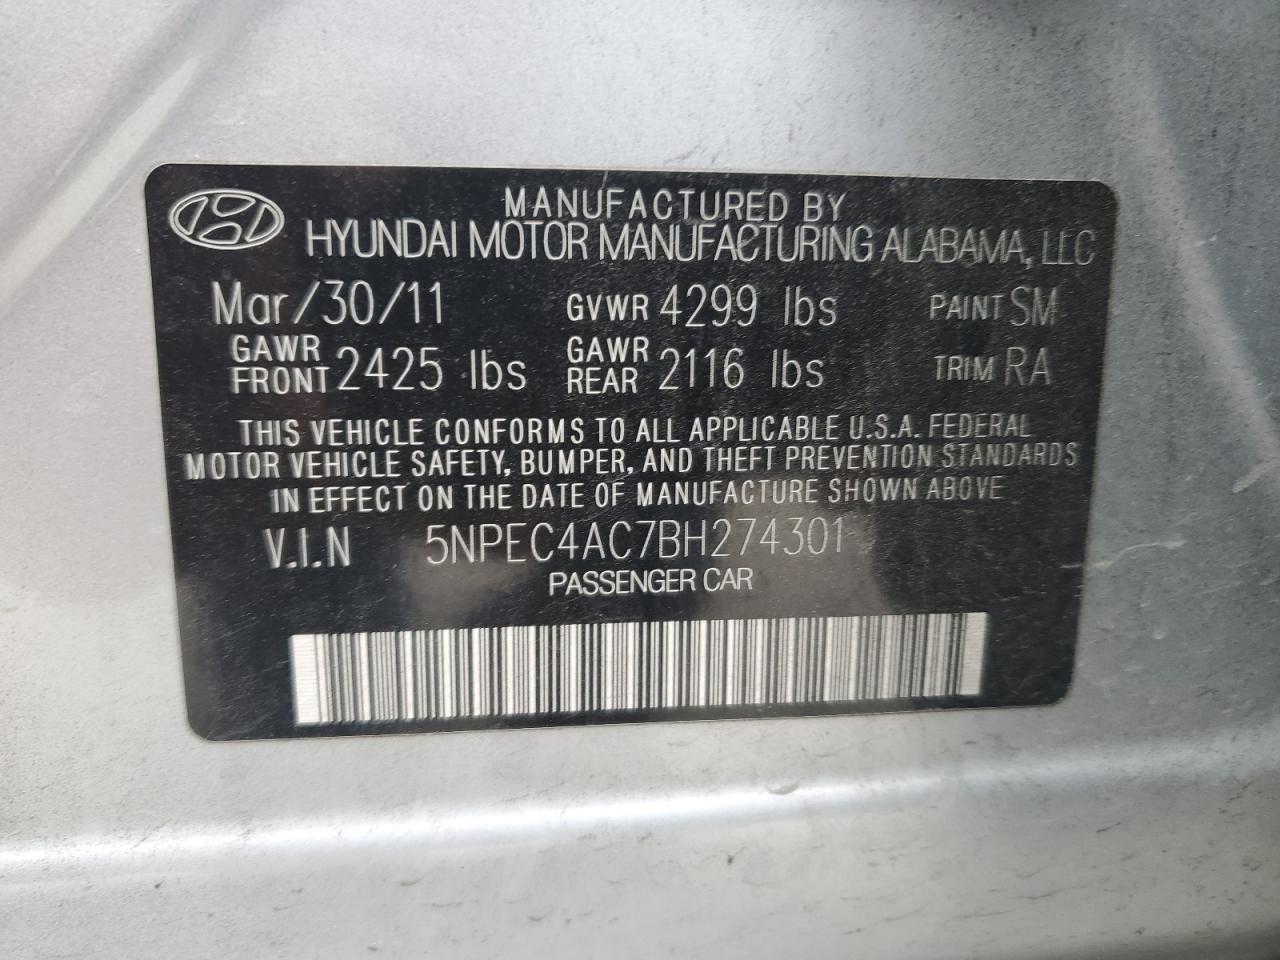 MANUFACTURED BY
HYUNDAI MOTOR MANUFACTURING ALABAMA, LLC
Mar/30/11 GVWR 4299 lbs PAINT SM
GAWR FRONT 2425 lbs GAWR REAR 2116 lbs TRIM RA
THIS VEHICLE CONFORMS TO ALL APPLICABLE U.S.A. FEDERAL
MOTOR VEHICLE SAFETY, BUMPER, AND THEFT PREVENTION STANDARDS
IN EFFECT ON THE DATE OF MANUFACTURE SHOWN ABOVE
V.I.N 5NPEC4AC7BH274301
PASSENGER CAR